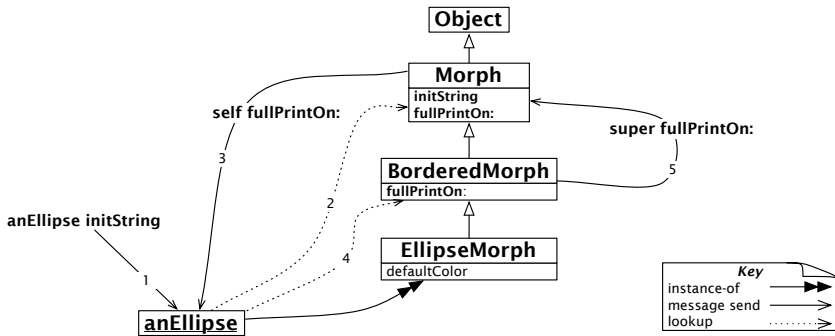 Object
Morph
initString
fullPrintOn:
self fullPrintOn:
super fullPrintOn:
3
2
5
BorderedMorph
fullPrintOn:
anEllipse initString
4
1
EllipseMorph
defaultColor
anEllipse
Key
instance-of
message send
lookup